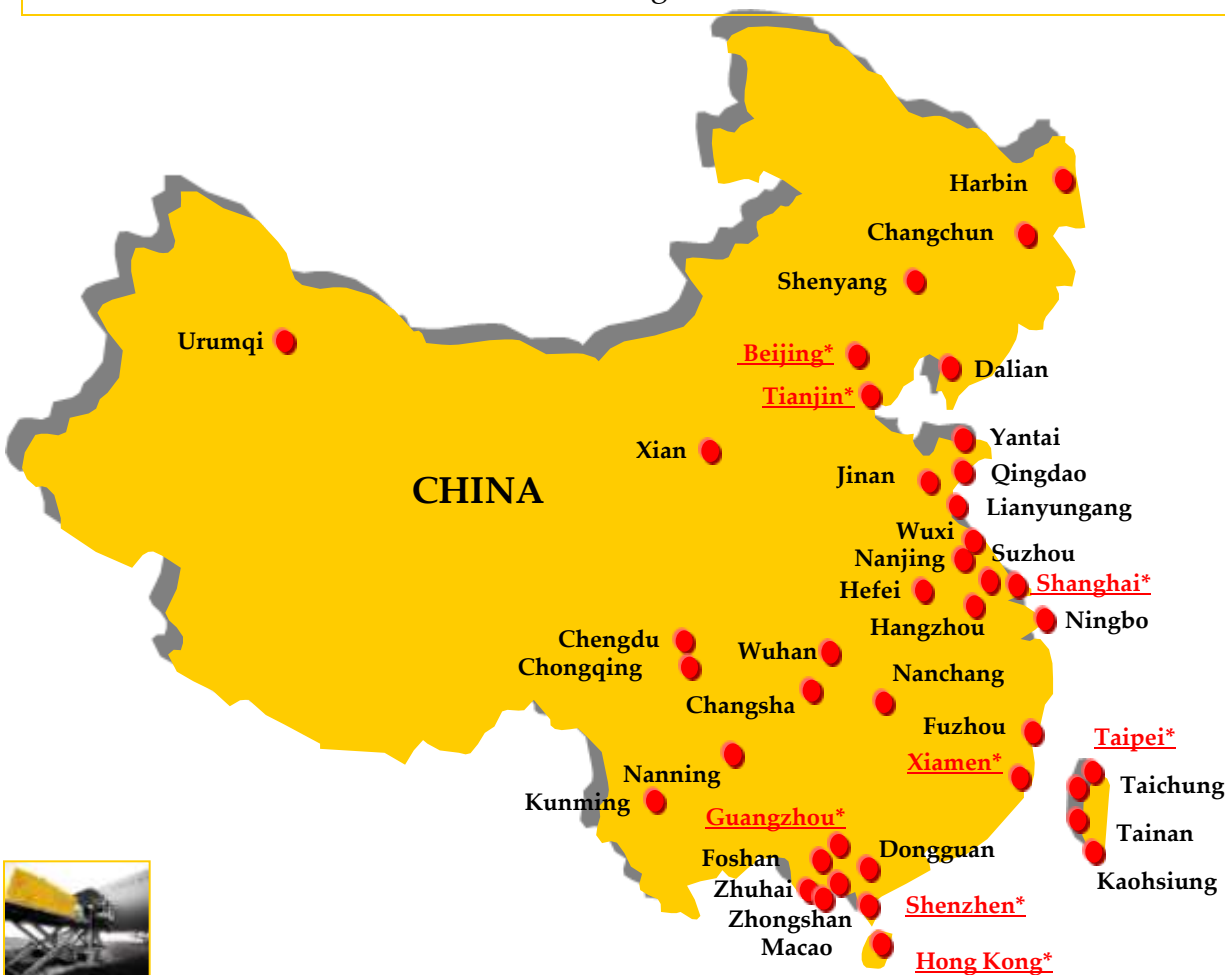 Harbin
Changchun
Shenyang
Urumqi
Beijing*
Dalian
Tianjin*
Yantai
Xian
Jinan
Qingdao
CHINA
Lianyungang
Wuxi
Suzhou
Nanjing
Hefei
Shanghai*
Hangzhou
Ningbo
Chengdu
Wuhan
Chongqing
Nanchang
Changsha
Fuzhou
Taipei*
Xiamen*
Nanning
Taichung
Kunming
Guangzhou*
Tainan
Foshan
Dongguan
Kaohsiung
Zhuhai
Shenzhen*
Zhongshan
Macao
Hong Kong*